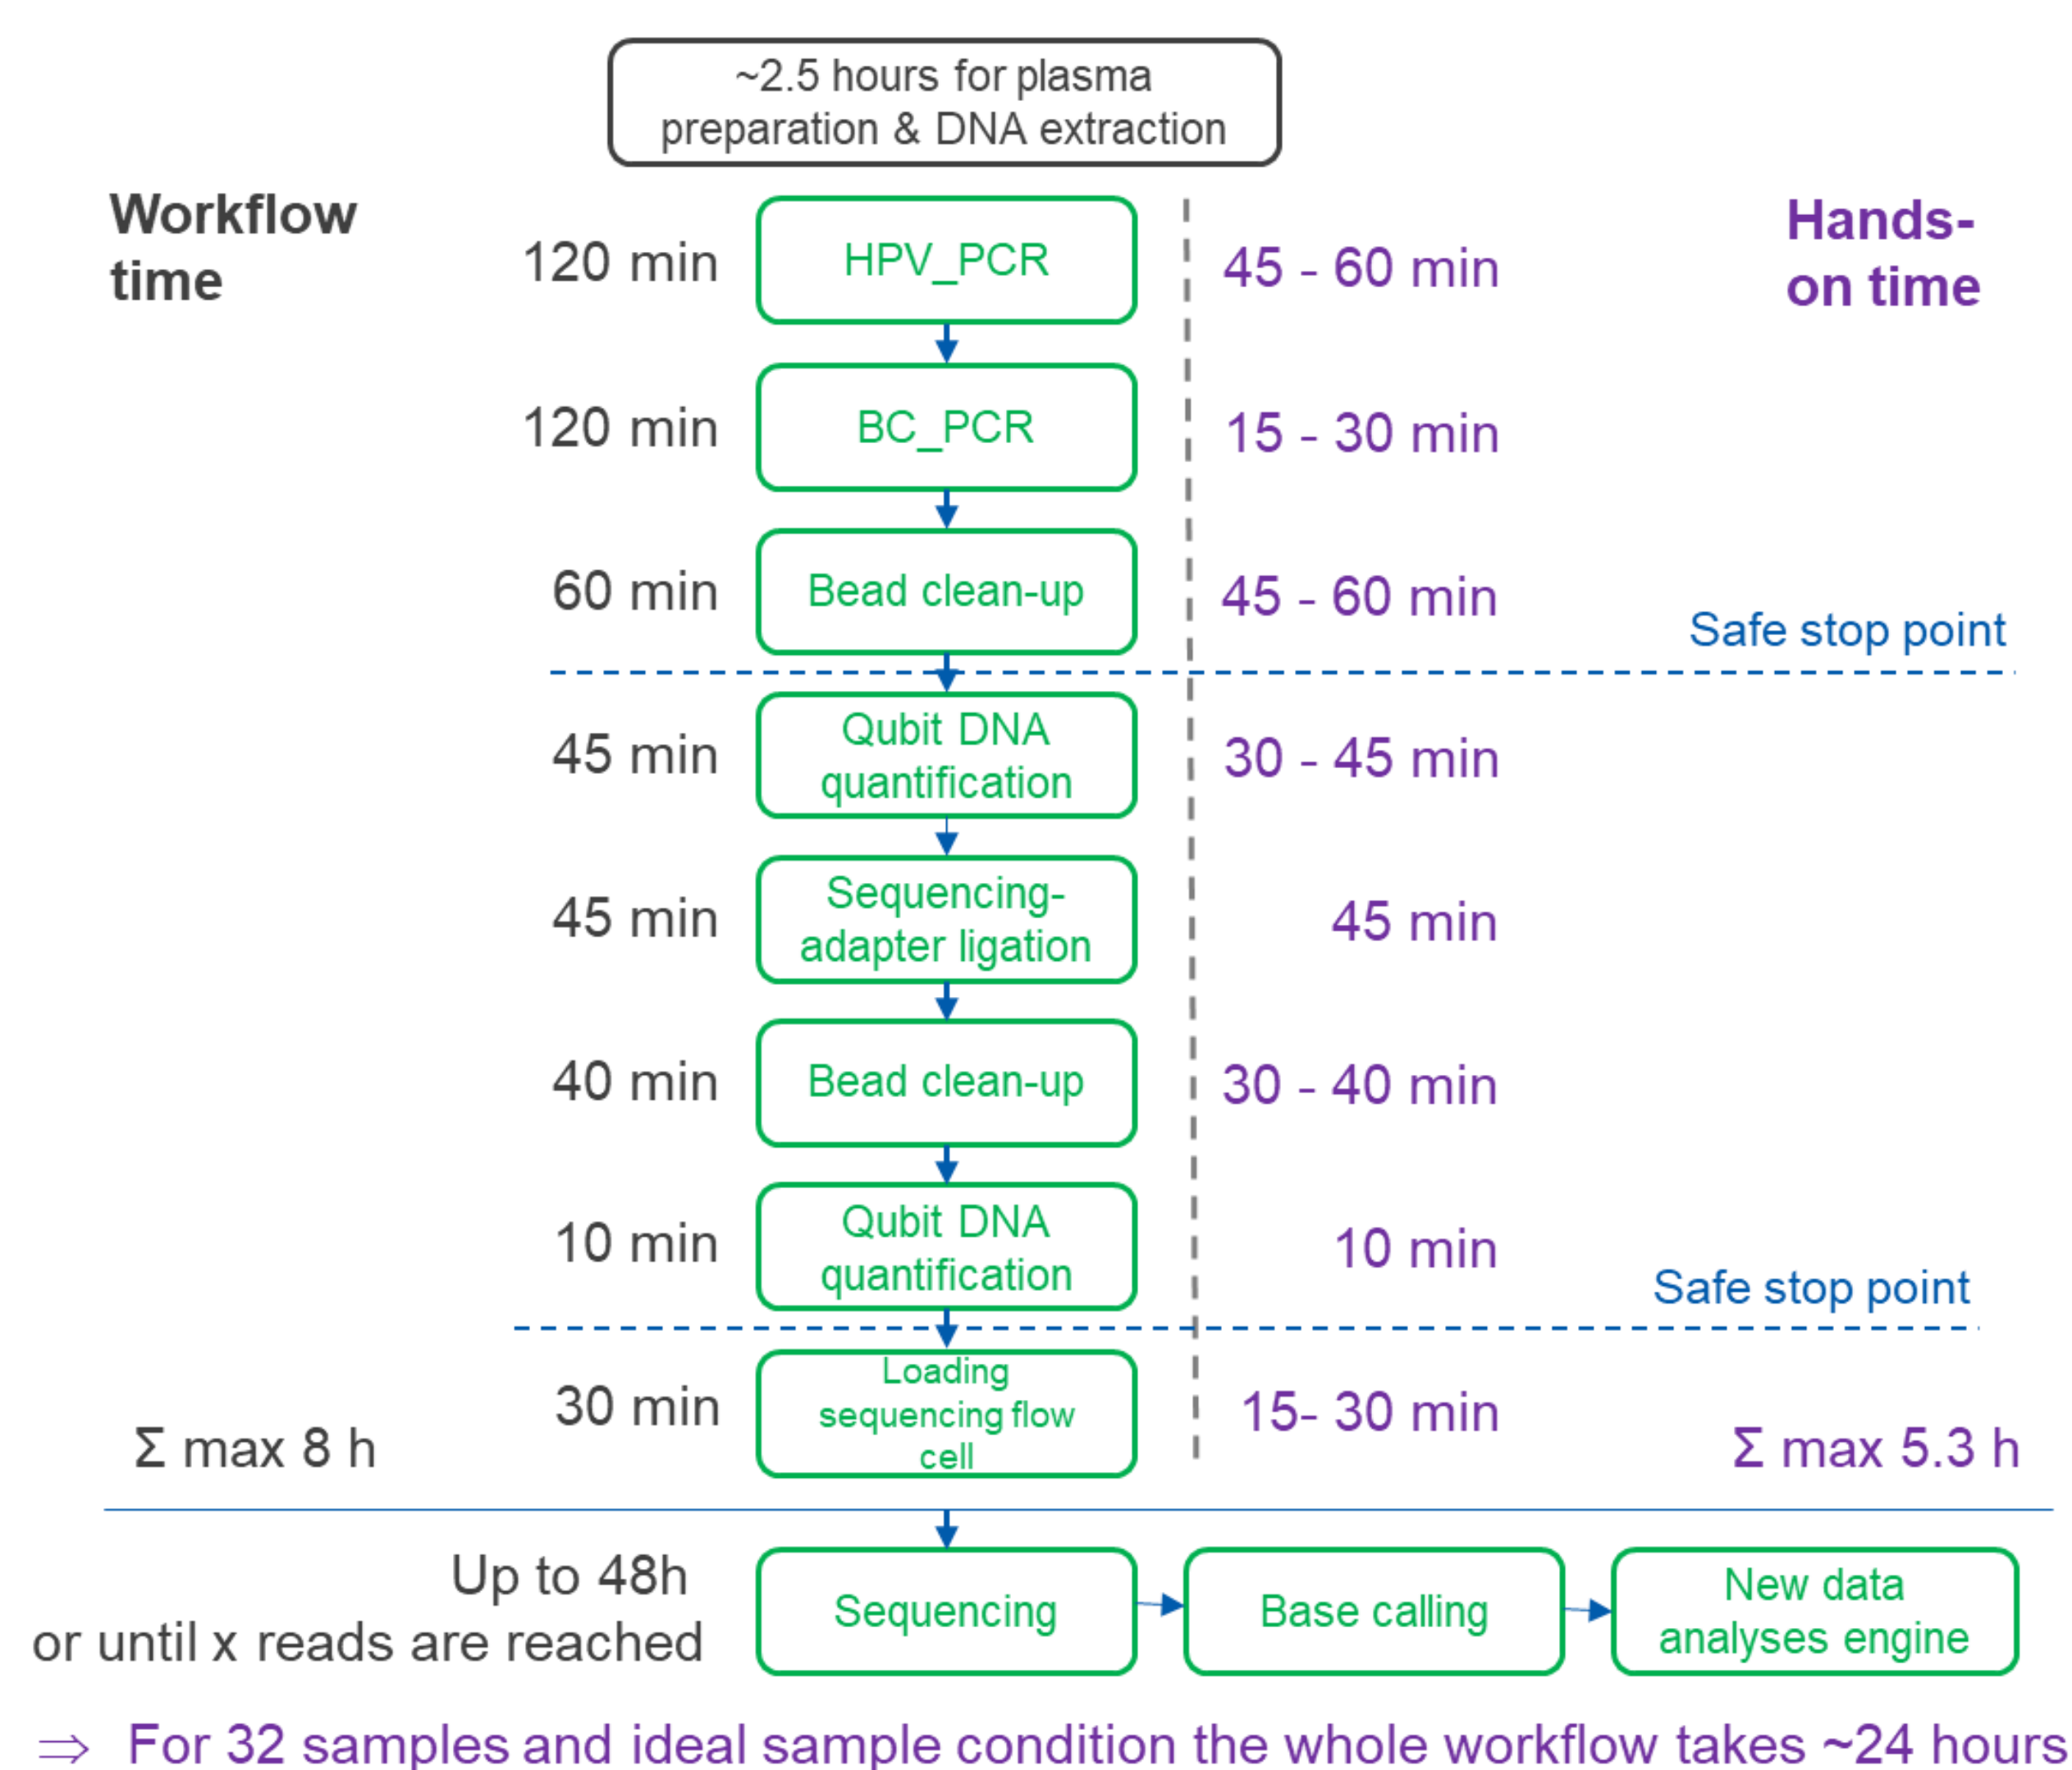 ~2.5 hours for plasma
preparation & DNA extraction
Workflow
time
Hands-
on time
120 min
HPV_PCR
45 - 60 min
120 min
BC_PCR
15 - 30 min
60 min
Bead clean-up
45 - 60 min
Safe stop point
45 min
Qubit DNA
quantification
30 - 45 min
45 min
Sequencing-
adapter ligation
45 min
40 min
Bead clean-up
30 - 40 min
10 min
Qubit DNA
quantification
10 min
Safe stop point
30 min
Loading
sequencing flow
cell
15- 30 min
Σ max 8 h
Σ max 5.3 h
Up to 48h
or until x reads are reached
Sequencing
Base calling
New data
analyses engine
⇒ For 32 samples and ideal sample condition the whole workflow takes ~24 hours